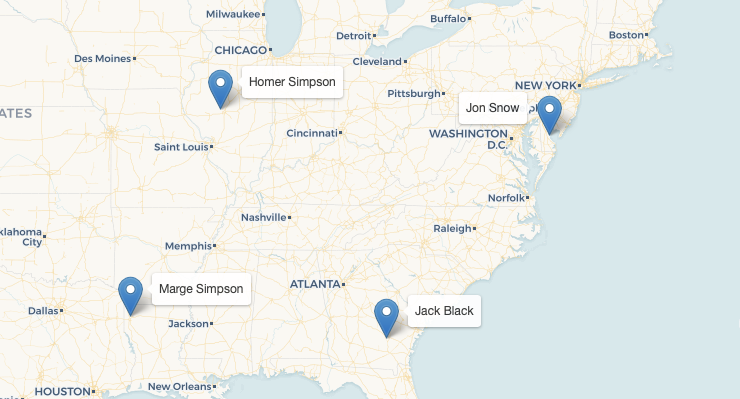 Milwaukee
Buffalo
Boston
Detroit
CHICAGO
Des Moines
Cleveland
Homer Simpson
NEW YORK
Pittsburgh
Jon Snow
ATES
Cincinnati
WASHINGTON
D.C.
Saint Louis
Norfolk
Nashville
Raleigh
klahoma
City
Memphis
ATLANTA
Marge Simpson
Dallas
Jackson
Jack Black
New Orleans
HOUSTON